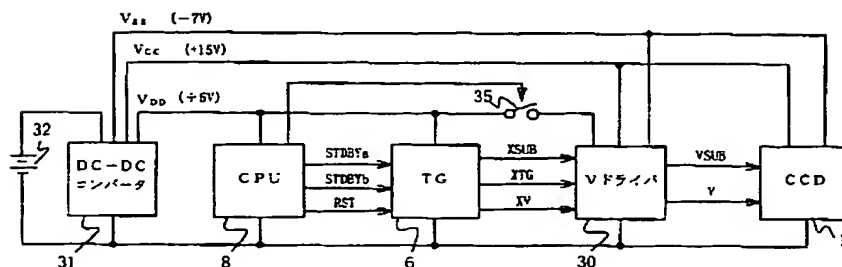 Vss (−7V)
Vcc (+15V)
VDD (+5V)
35
32
DC−DC
コンバータ
CPU
STDBYa
STDBYb
RST
TG
XSUB
XTG
XV
Vドライバ
VSUB
V
CCD
31
8
6
30